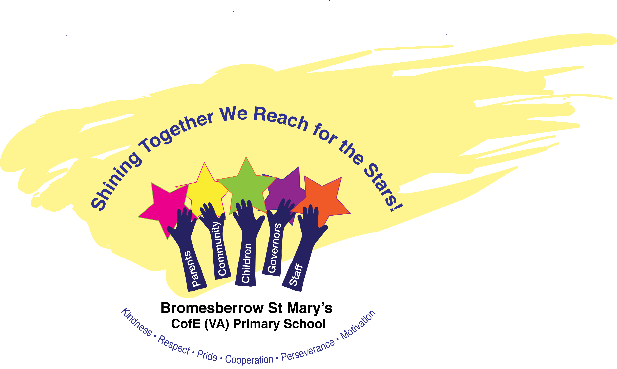 Shining Together We Reach for the Stars!
Parents
Community
Children
Governors
Staff
Bromesberrow St Mary's
CofE (VA) Primary School
Kindness • Respect • Pride • Cooperation • Perseverance • Motivation